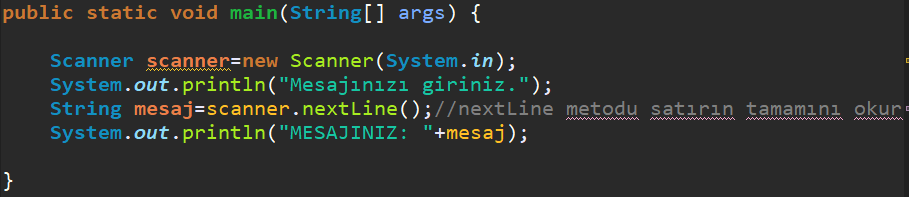 public static void main(String[] args) {
Scanner scanner=new Scanner(System.in);
System.out.println("Mesajınızı giriniz.");
String mesaj=scanner.nextLine();//nextLine metodu satırın tamamını okur
System.out.println("MESAJINIZ: "+mesaj);
}